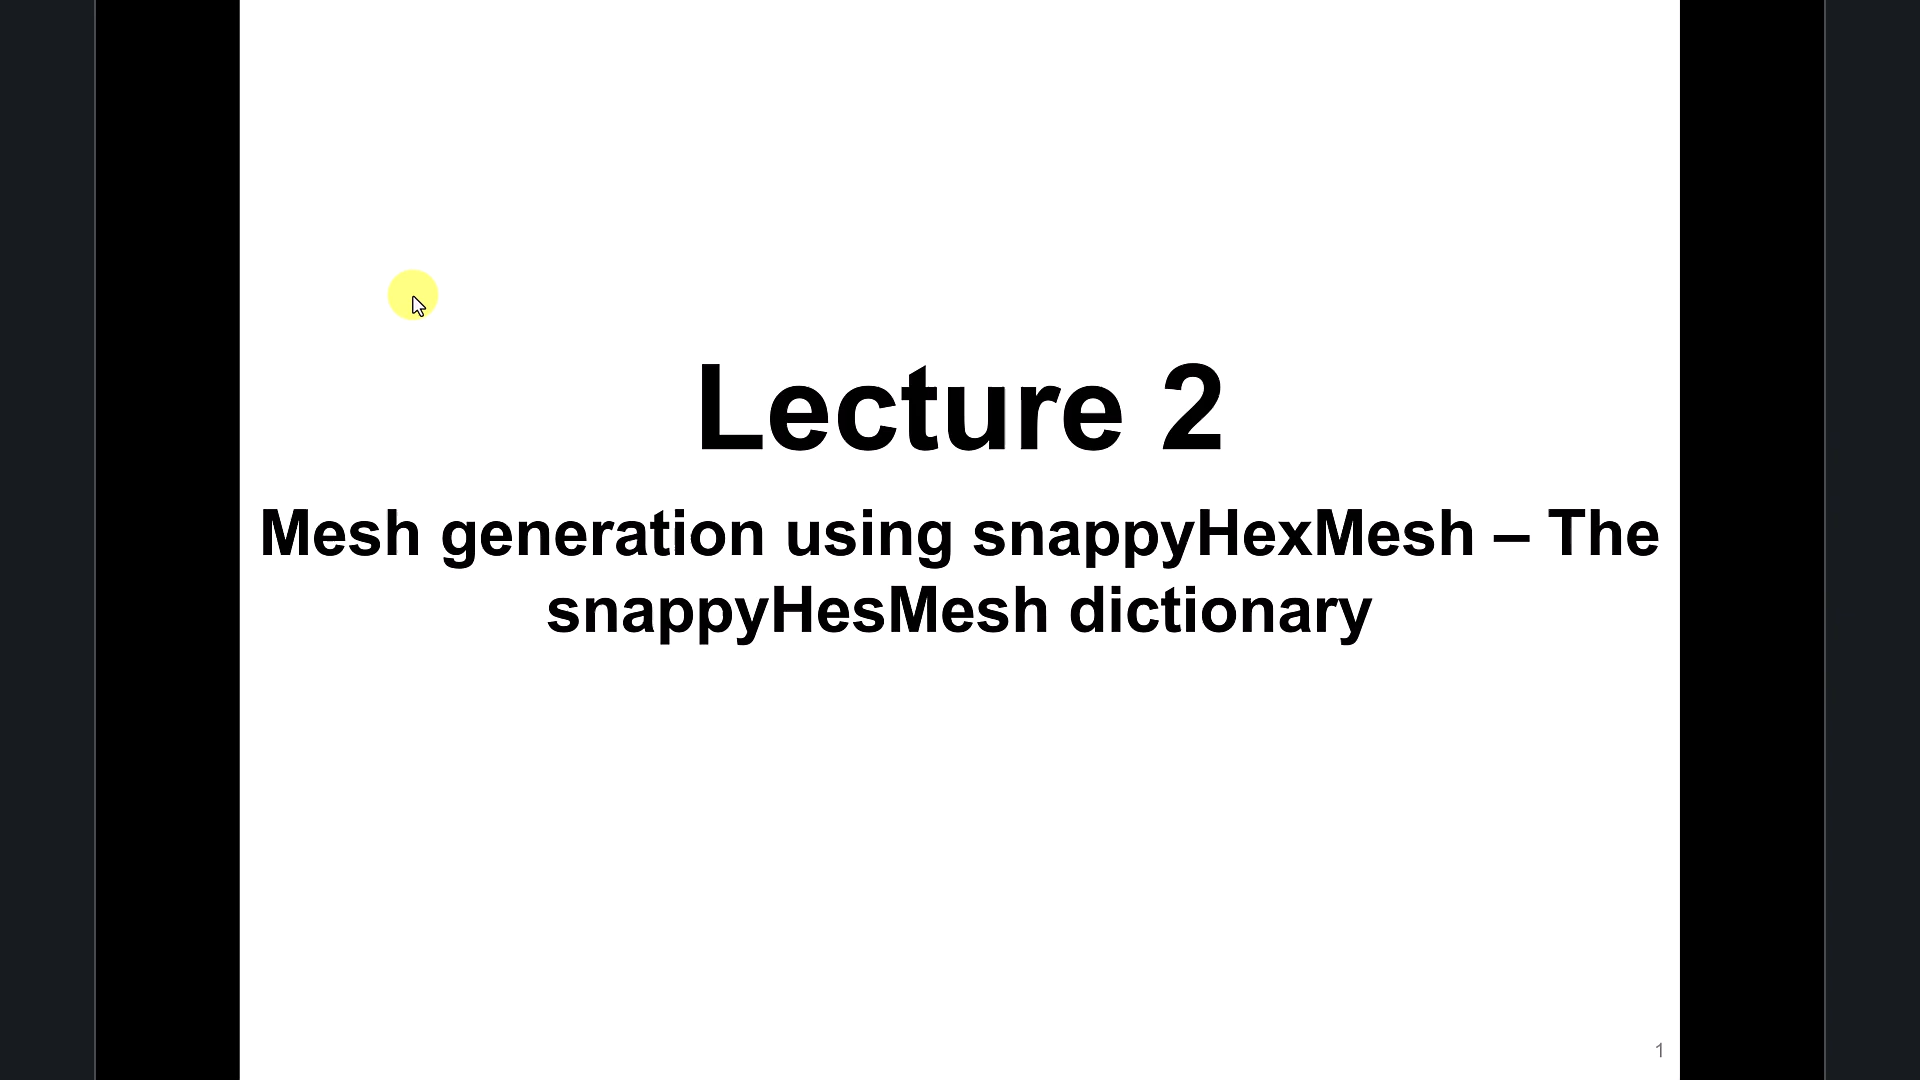 Lecture 2
Mesh generation using snappyHexMesh – The
snappyHesMesh dictionary
1